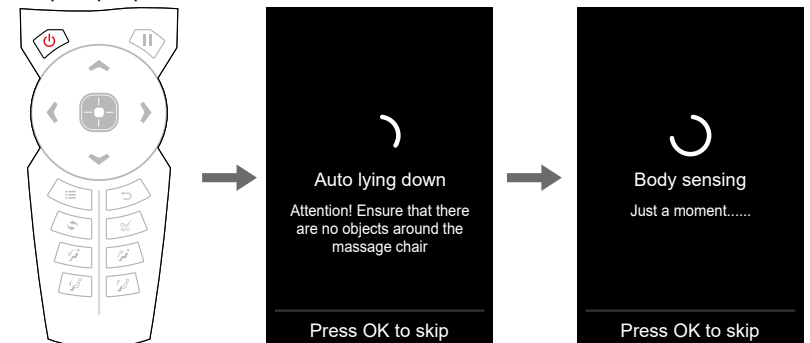 Auto lying down
Attention! Ensure that there
are no objects around the
massage chair
Press OK to skip
Body sensing
Just a moment......
Press OK to skip